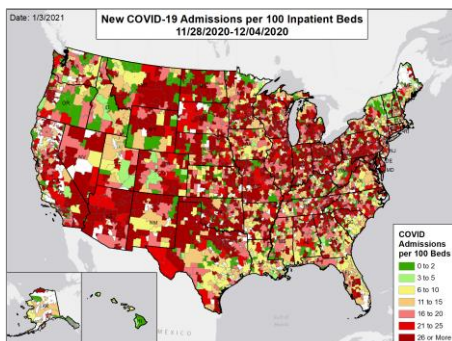 Date: 1/3/2021
New COVID-19 Admissions per 100 Inpatient Beds
11/28/2020-12/04/2020
COVID
Admissions
per 100 Beds
0 to 2
3 to 5
6 to 10
11 to 15
16 to 20
21 to 25
26 or More
MEXICO